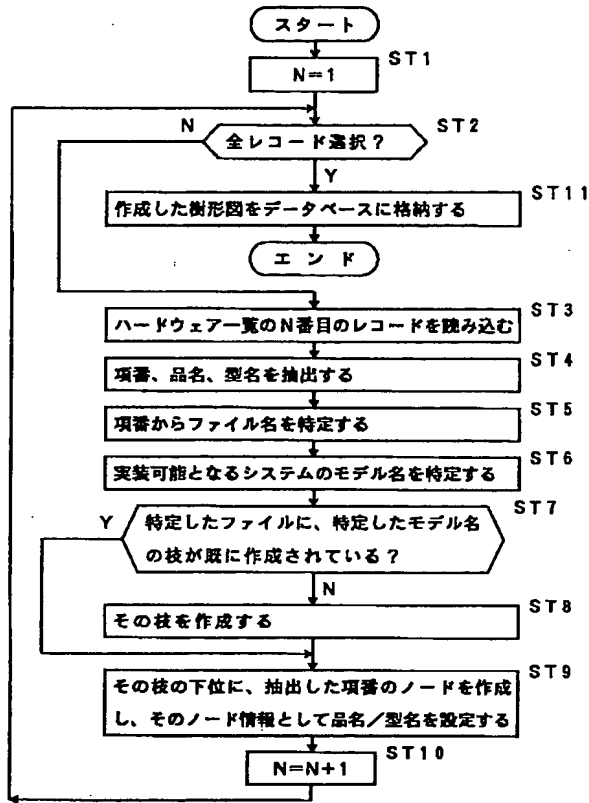 スタート
ST1
N=1
N
全レコード選択?
ST2
Y
ST11
作成した樹形図をデータベースに格納する
エンド
ST3
ハードウェア一覧のN番目のレコードを読み込む
ST4
項番、品名、型名を抽出する
ST5
項番からファイル名を特定する
ST6
実装可能となるシステムのモデル名を特定する
ST7
Y
特定したファイルに、特定したモデル名
の枝が既に作成されている?
N
ST8
その枝を作成する
ST9
その枝の下位に、抽出した項番のノードを作成
し、そのノード情報として品名/型名を設定する
ST10
N=N+1